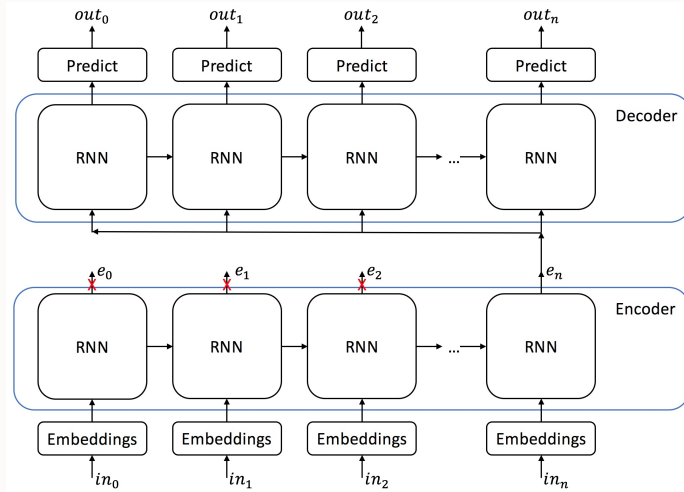 out₀ out₁ out₂ outₙ
Predict Predict Predict Predict
Decoder
RNN RNN RNN ... RNN
e₀ e₁ e₂ eₙ
Encoder
RNN RNN RNN ... RNN
Embeddings Embeddings Embeddings Embeddings
in₀ in₁ in₂ inₙ